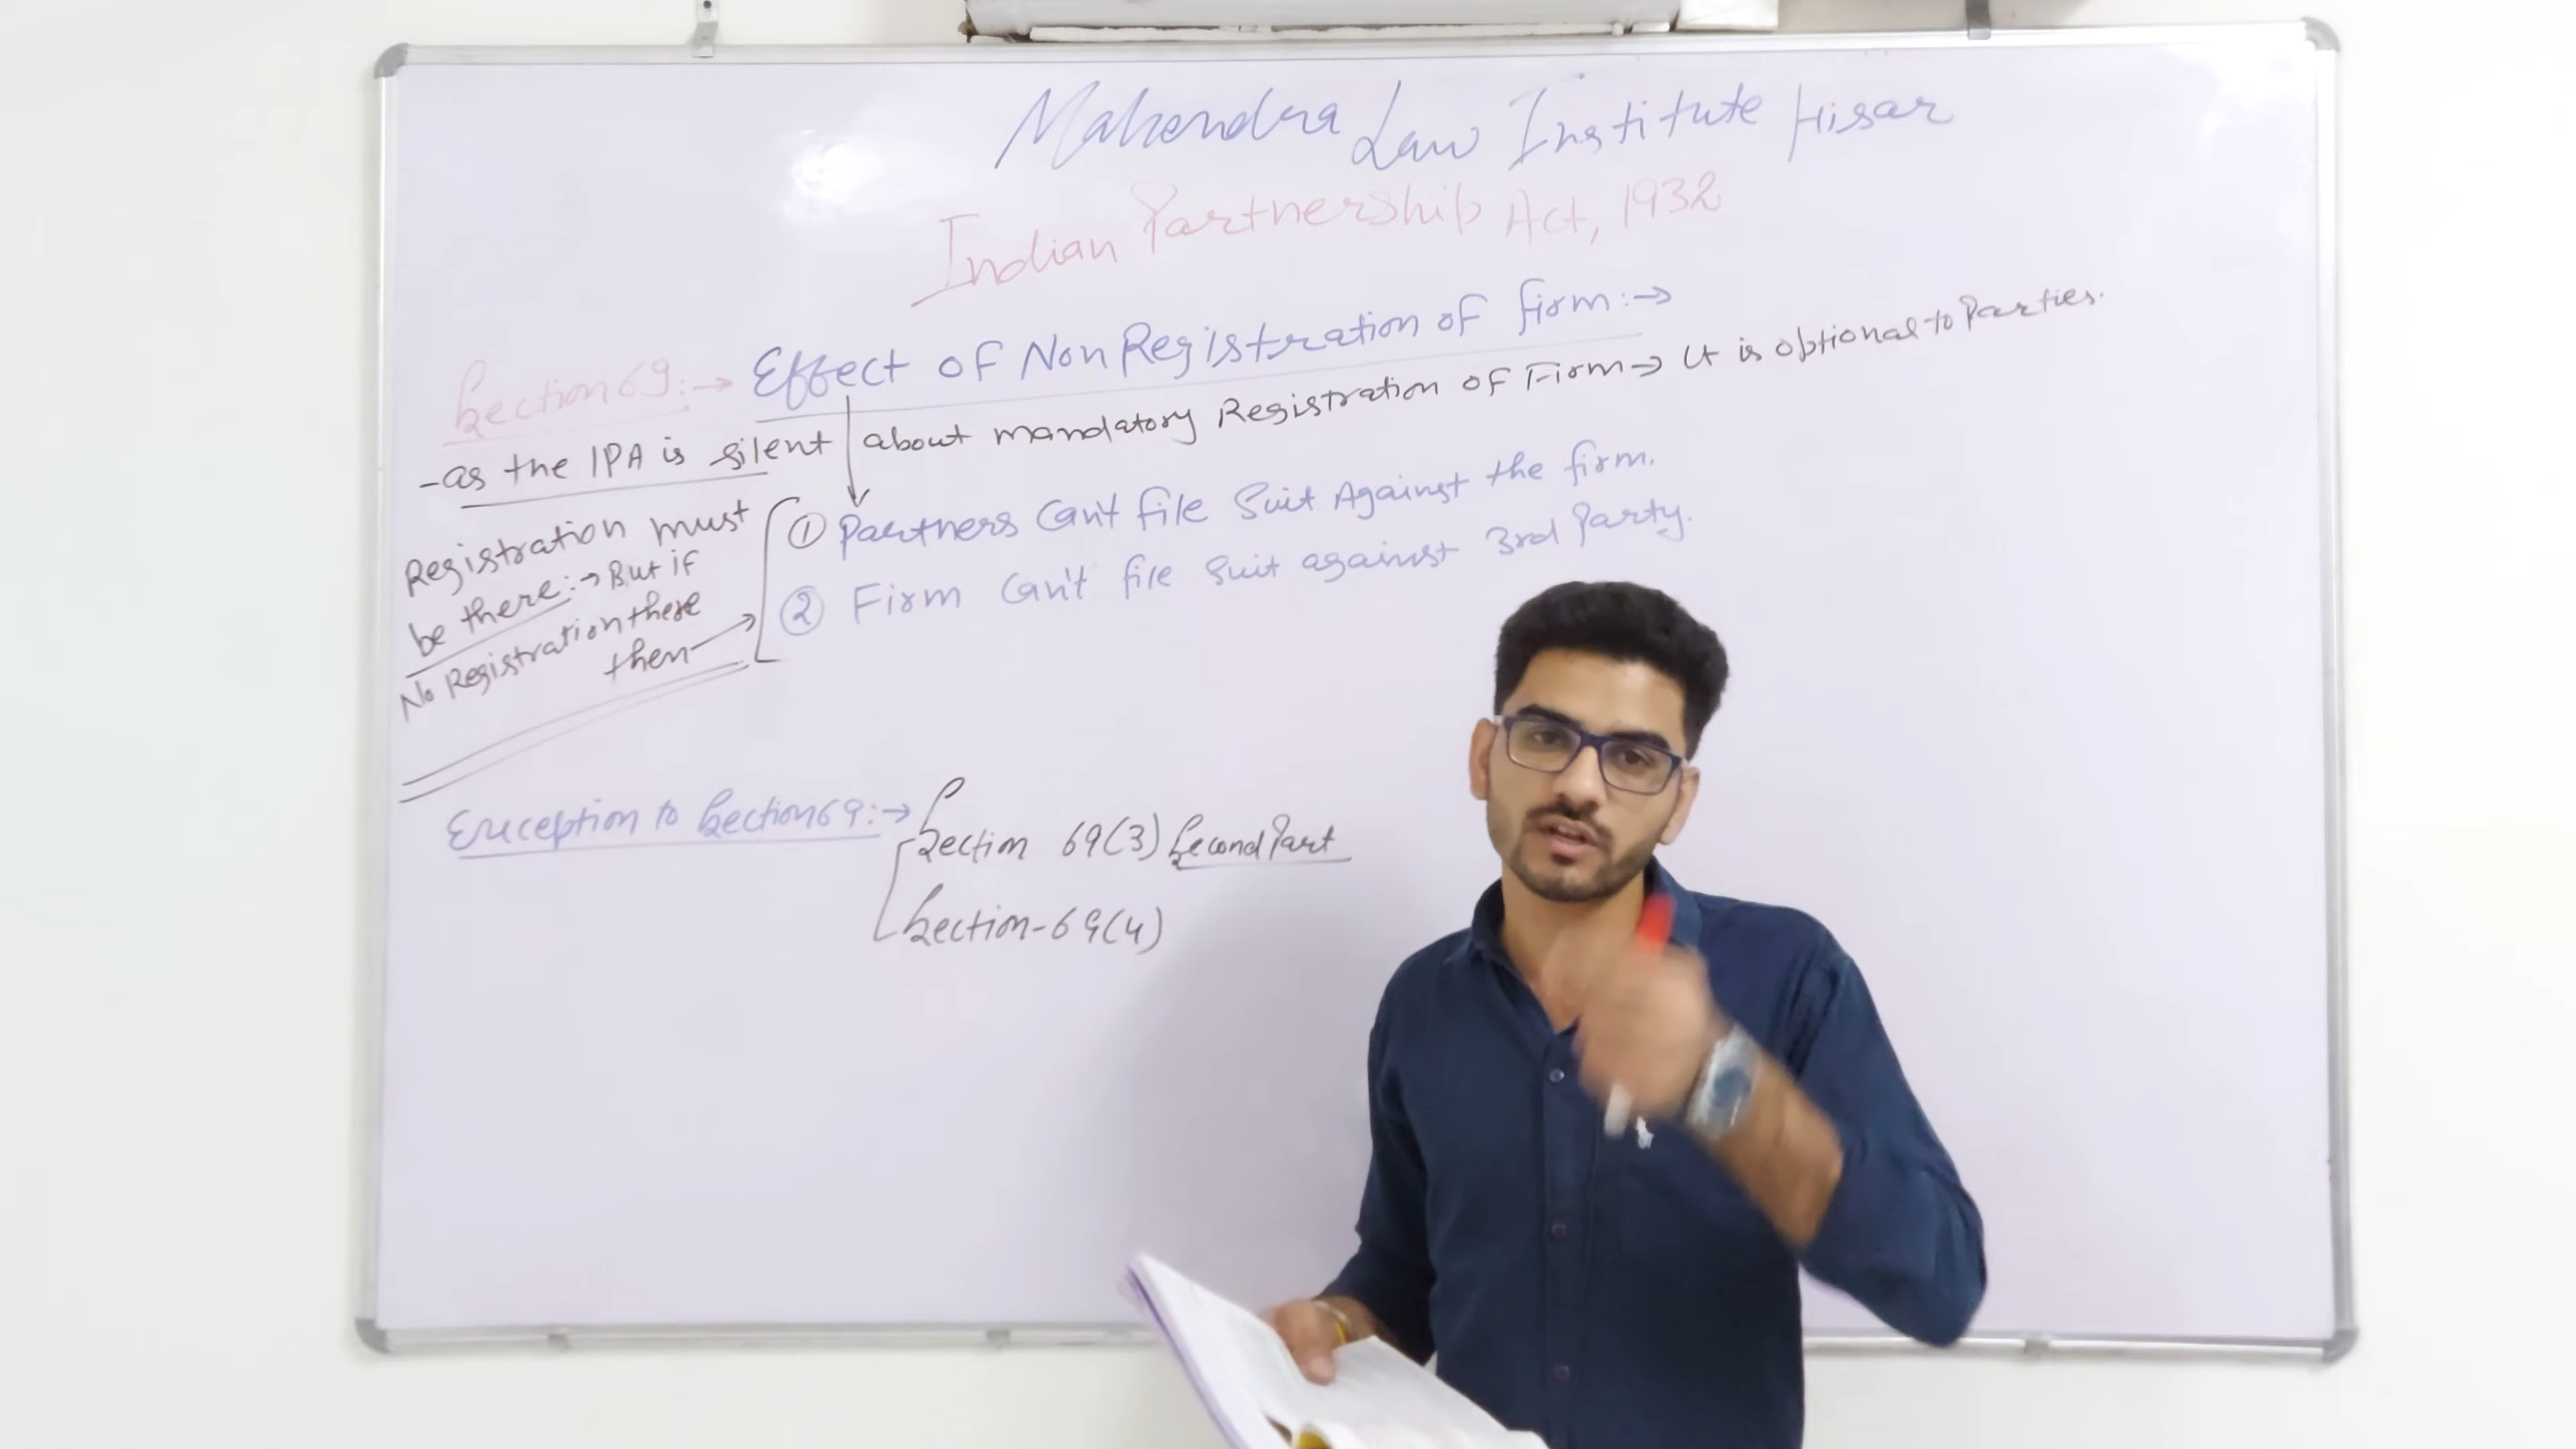 Mahendra Law Institute Hisar
Indian Partnership Act, 1932
Section 69:→ Effect of Non Registration of firm:→
-as the IPA is silent about mandatory Registration of Firm→ It is optional to Parties.
Registration must
be there:→ But if
No Registration there
then
① Partners Can't file Suit Against the firm.
② Firm Can't file Suit against 3rd Party.
Exception to Section 69:→
Section 69(3) Second Part
Section-69(4)